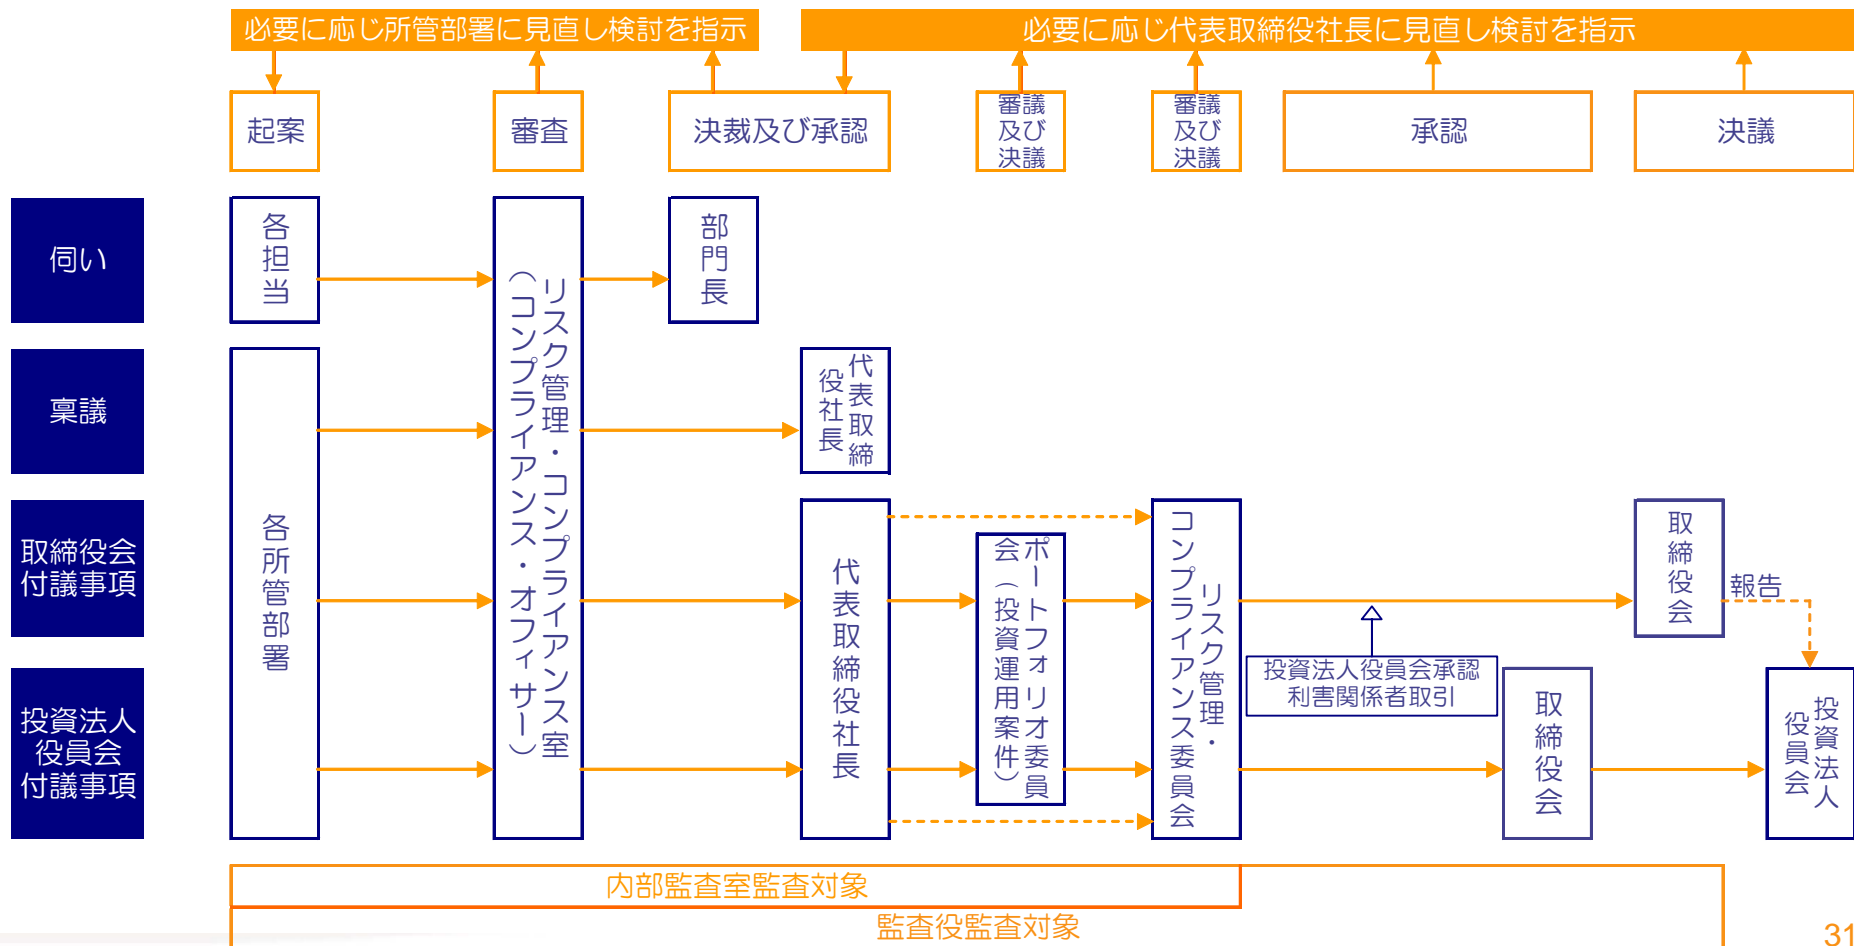 必要に応じ所管部署に見直し検討を指示
必要に応じ代表取締役社長に見直し検討を指示
起案
審査
決裁及び承認
審議
及び
決議
審議
及び
決議
承認
決議
伺い
各担当
リスク管理・コンプライアンス室
（コンプライアンス・オフィサー）
部門長
稟議
各所管部署
代表取締
役社長
取締役会
付議事項
代表取締役社長
ポートフォリオ委員
会（投資運用案件）
リスク管理・
コンプライアンス委員会
取締役会
報告
投資法人役員会承認
利害関係者取引
投資法人
役員会
付議事項
取締役会
投資法人
役員会
内部監査室監査対象
監査役監査対象
31